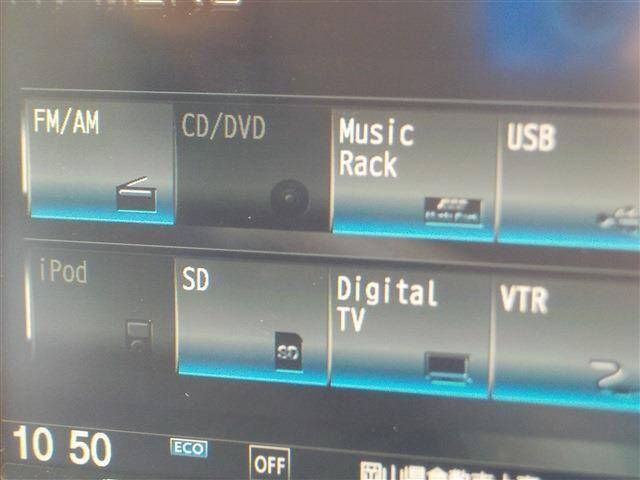 FM/AM
CD/DVD
Music
Rack
USB
iPod
SD
SD
Digital
TV
VTR
10 50
ECO
OFF